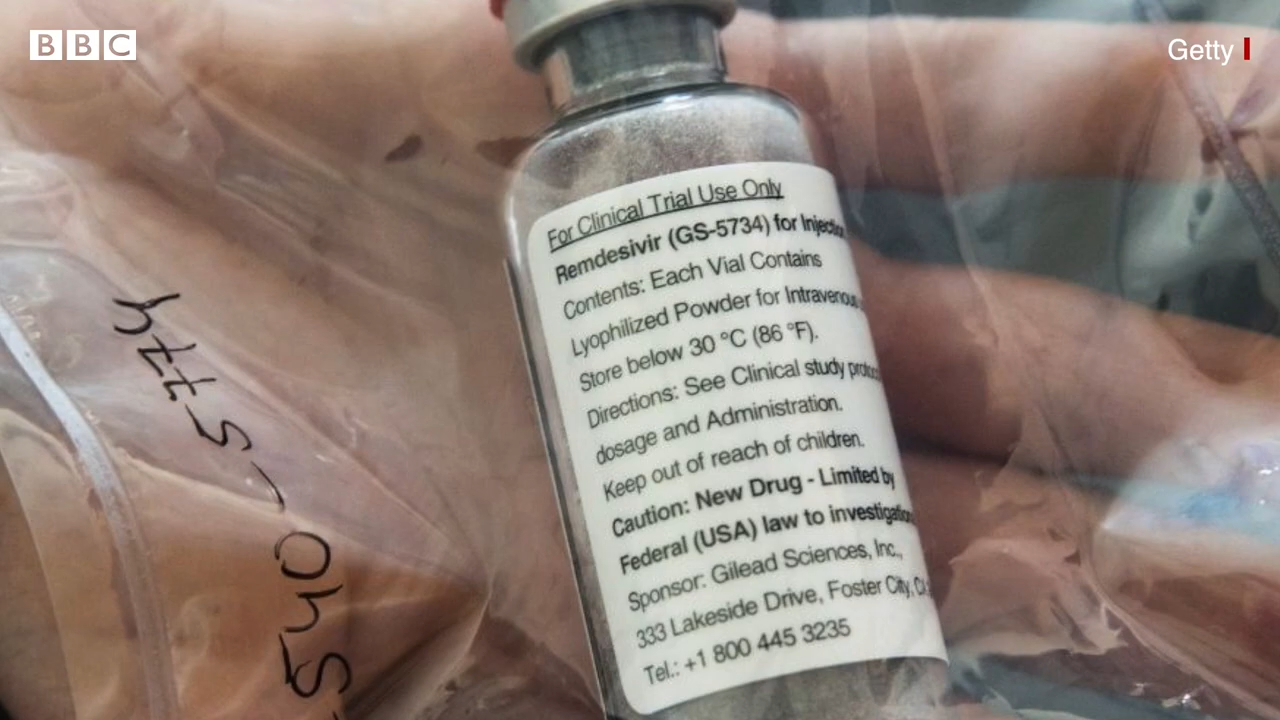 BBC
Getty
For Clinical Trial Use Only
Remdesivir (GS-5734) for
Contents: Each Vial Contains
Lyophilized Powder for Intravenous
Store below 30 °C (86 °F).
Directions: See Clinical study
dosage and Administration.
Keep out of reach of children.
Caution: New Drug - Limited by
Federal (USA) law to
Sponsor: Gilead Sciences, Inc.,
333 Lakeside Drive, Foster City,
Tel.: +1 800 445 3235